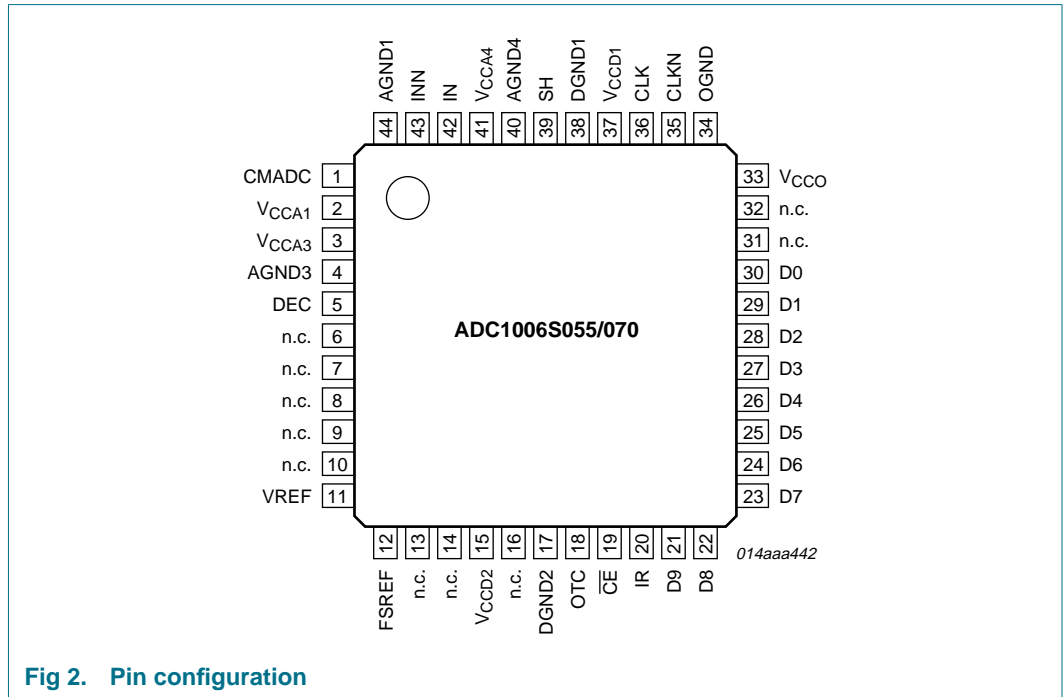 AGND1
INN
IN
VCCA4
AGND4
SH
DGND1
VCCD1
CLK
CLKN
OGND
44
43
42
41
40
39
38
37
36
35
34
CMADC 1
VCCA1 2
VCCA3 3
AGND3 4
DEC 5
n.c. 6
n.c. 7
n.c. 8
n.c. 9
n.c. 10
VREF 11
ADC1006S055/070
33 VCCO
32 n.c.
31 n.c.
30 D0
29 D1
28 D2
27 D3
26 D4
25 D5
24 D6
23 D7
12
13
14
15
16
17
18
19
20
21
22
FSREF
n.c.
n.c.
VCCD2
n.c.
DGND2
OTC
C̅E̅
IR
D9
D8
014aaa442
Fig 2. Pin configuration